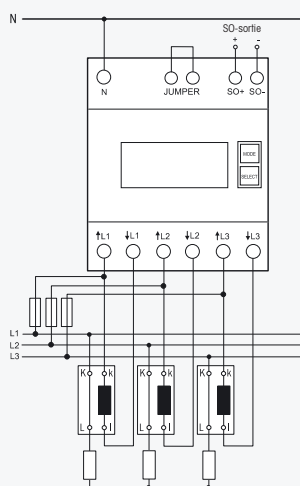 N
SO-sortie
+ -
N JUMPER SO+ SO-
MODE
SELECT
↑L1 ↓L1 ↑L2 ↓L2 ↑L3 ↓L3
L1
L2
L3
K k K k K k
L l L l L l